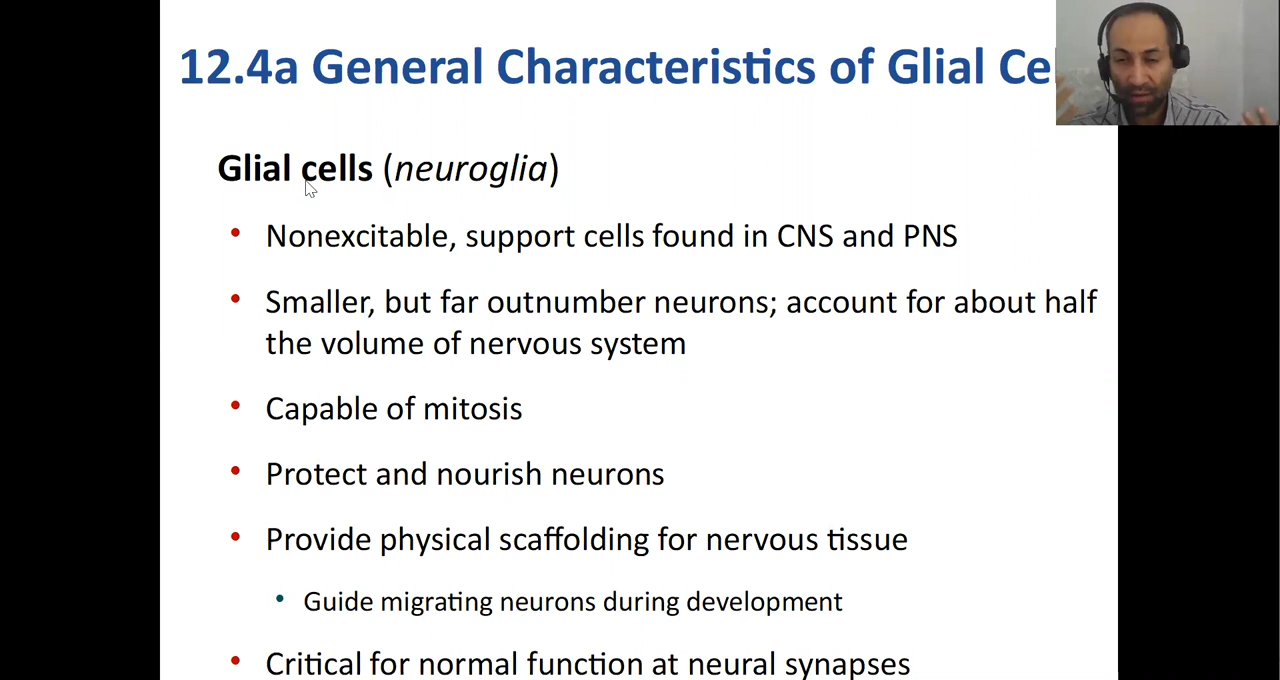 12.4a General Characteristics of Glial Ce
Glial cells (neuroglia)
• Nonexcitable, support cells found in CNS and PNS
• Smaller, but far outnumber neurons; account for about half
the volume of nervous system
• Capable of mitosis
• Protect and nourish neurons
• Provide physical scaffolding for nervous tissue
• Guide migrating neurons during development
• Critical for normal function at neural synapses